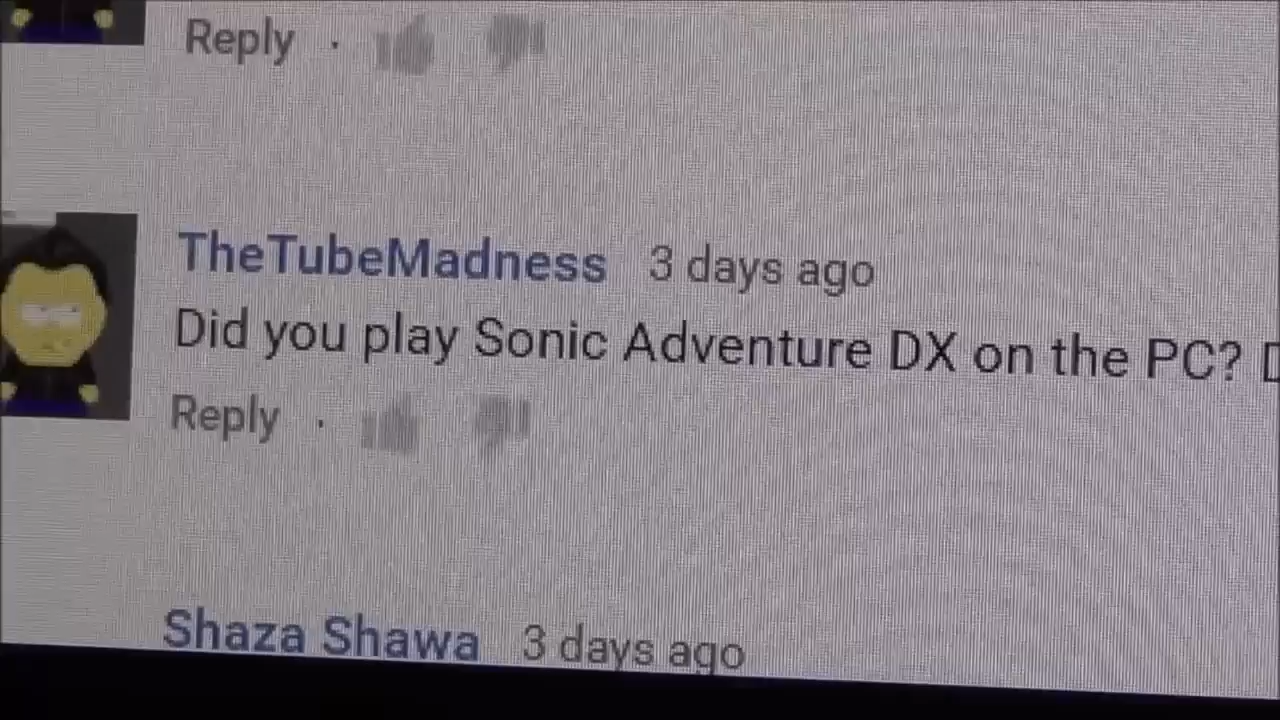 Reply ·
TheTubeMadness 3 days ago
Did you play Sonic Adventure DX on the PC?
Reply ·
Shaza Shawa 3 days ago